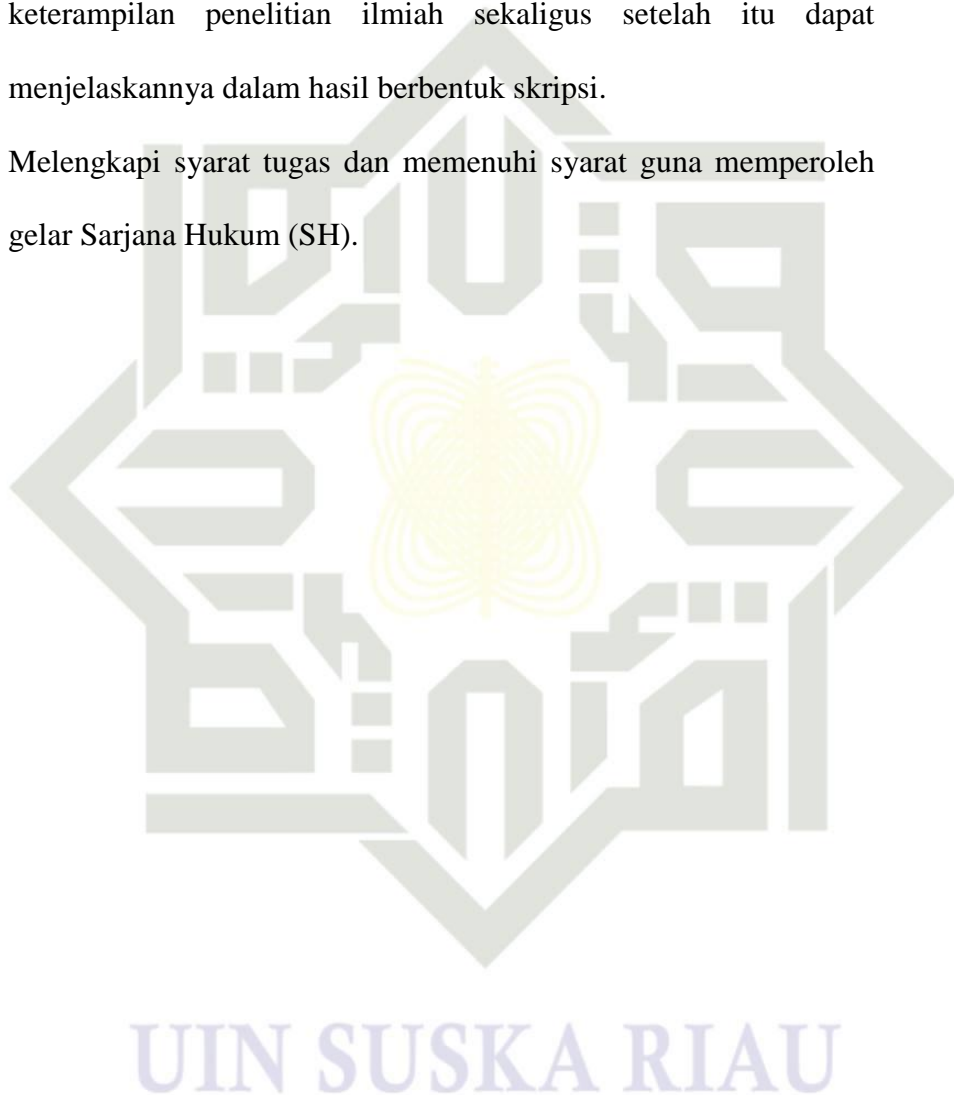 keterampilan penelitian ilmiah sekaligus setelah itu dapat
menjelaskannya dalam hasil berbentuk skripsi.
Melengkapi syarat tugas dan memenuhi syarat guna memperoleh
gelar Sarjana Hukum (SH).
UIN SUSKA RIAU